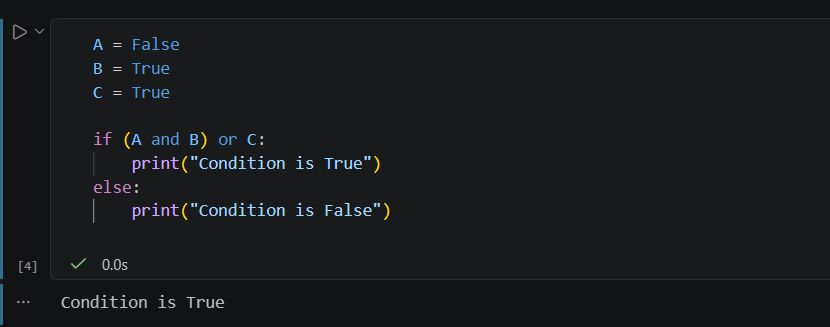 A = False
B = True
C = True
if (A and B) or C:
    print("Condition is True")
else:
    print("Condition is False")
[4]
0.0s
...
Condition is True